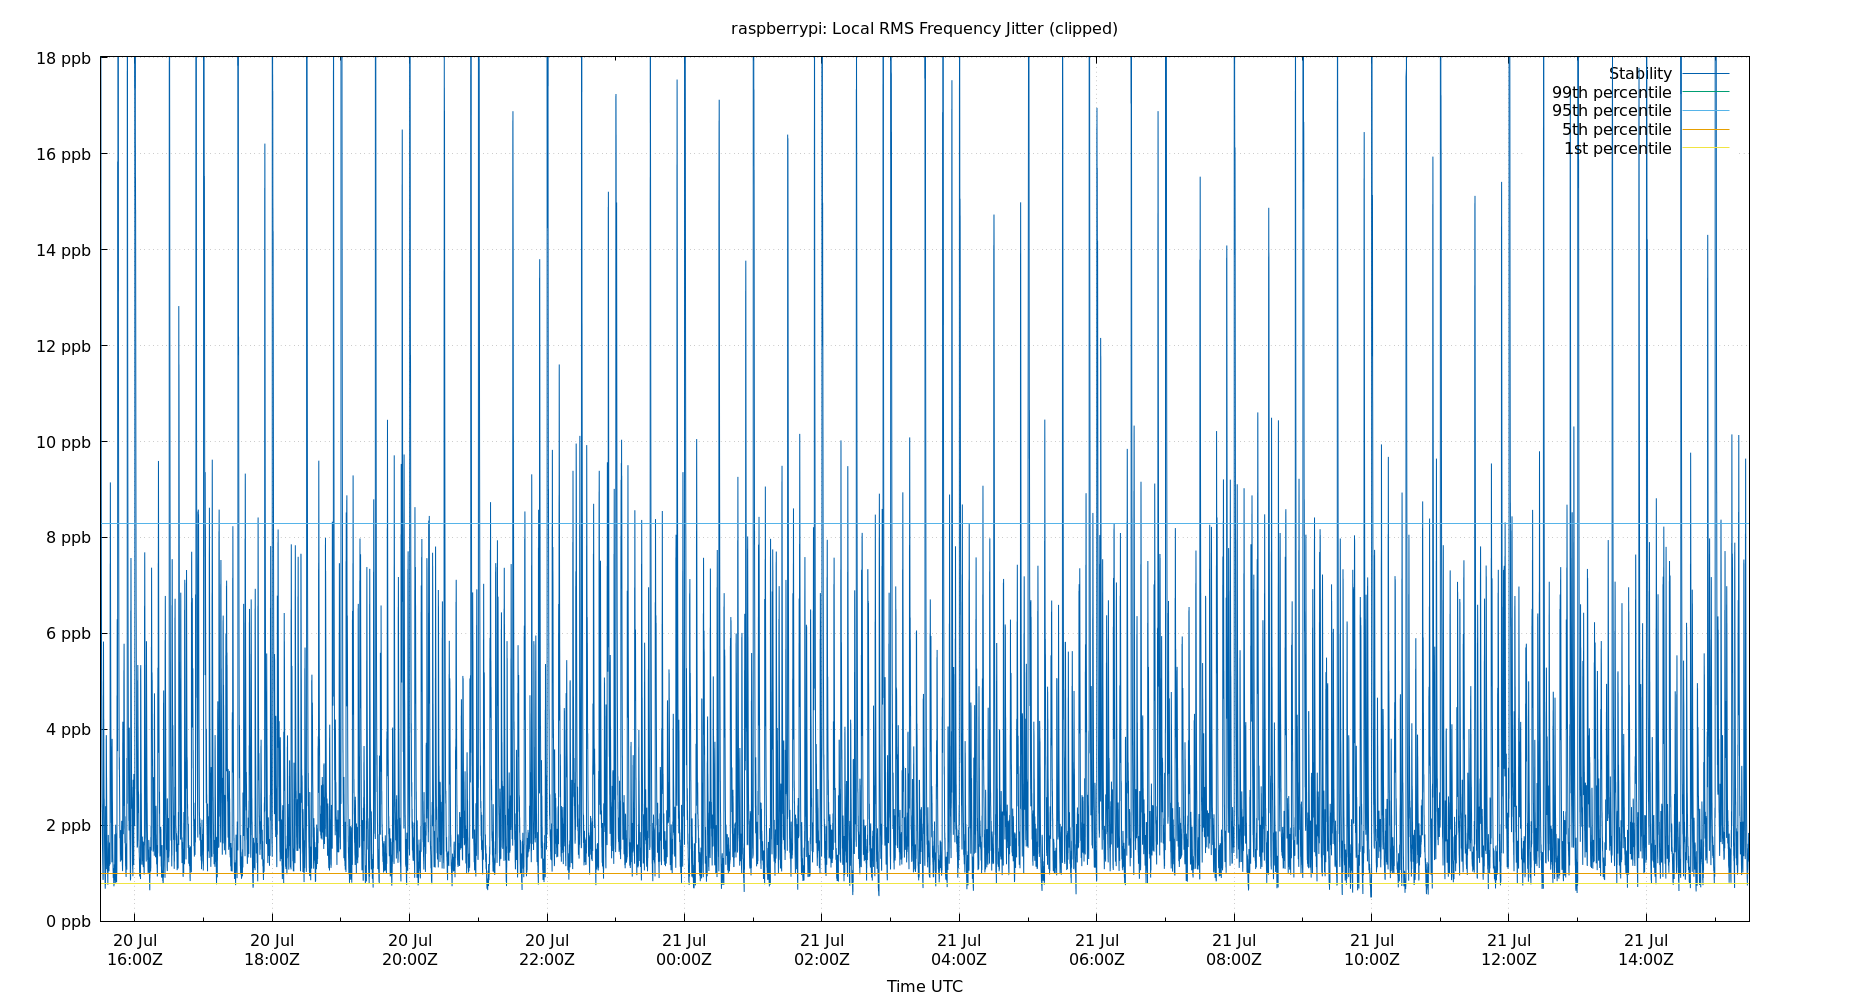 raspberrypi: Local RMS Frequency Jitter (clipped)
18 ppb
16 ppb
14 ppb
12 ppb
10 ppb
8 ppb
6 ppb
4 ppb
2 ppb
0 ppb
Stability
99th percentile
95th percentile
5th percentile
1st percentile
20 Jul 20 Jul 20 Jul 20 Jul 21 Jul 21 Jul 21 Jul 21 Jul 21 Jul 21 Jul 21 Jul 21 Jul
16:00Z 18:00Z 20:00Z 22:00Z 00:00Z 02:00Z 04:00Z 06:00Z 08:00Z 10:00Z 12:00Z 14:00Z
Time UTC